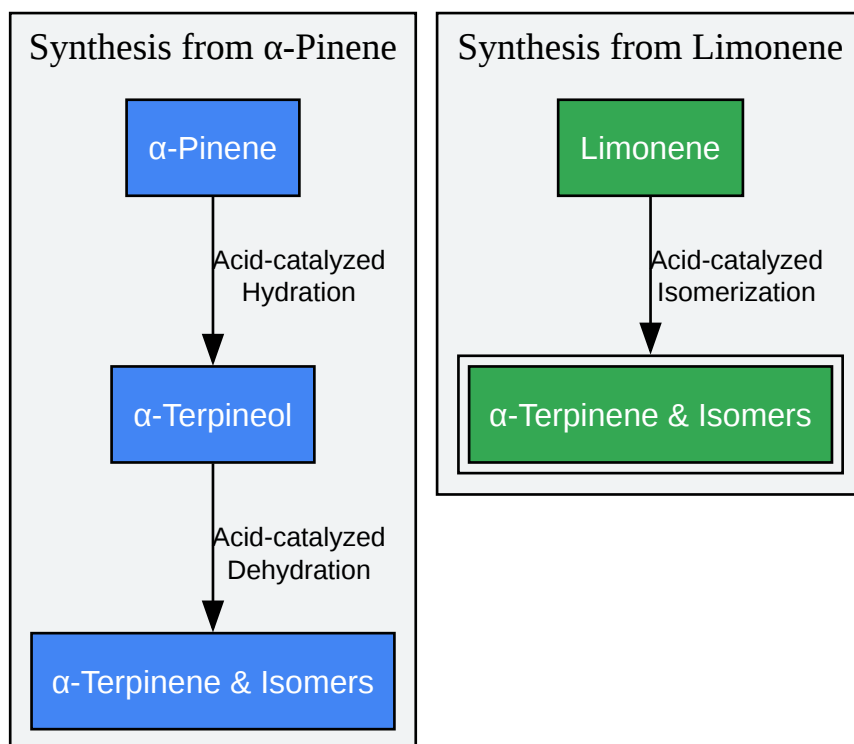 Synthesis from α-Pinene
α-Pinene
Acid-catalyzed
Hydration
α-Terpineol
Acid-catalyzed
Dehydration
α-Terpinene & Isomers
Synthesis from Limonene
Limonene
Acid-catalyzed
Isomerization
α-Terpinene & Isomers